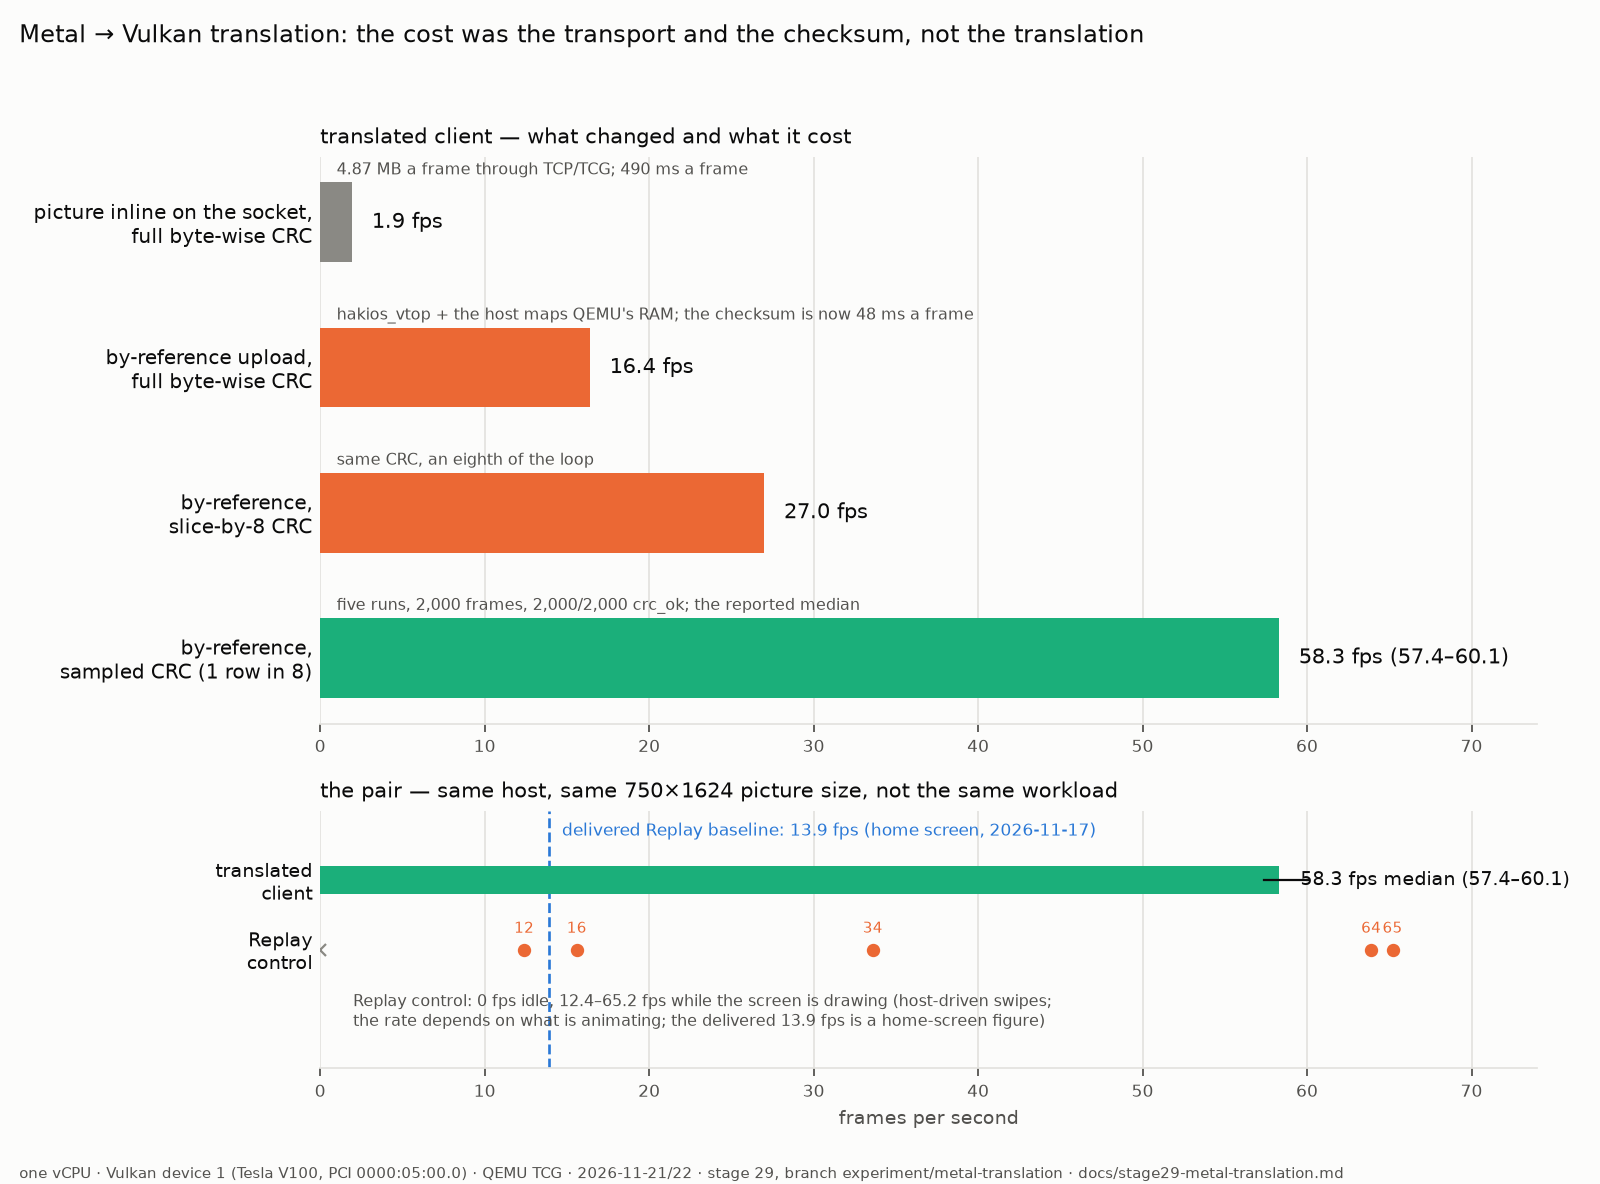 Metal → Vulkan translation: the cost was the transport and the checksum, not the translation
translated client — what changed and what it cost
4.87 MB a frame through TCP/TCG; 490 ms a frame
picture inline on the socket,
full byte-wise CRC
1.9 fps
hakios_vtop + the host maps QEMU's RAM; the checksum is now 48 ms a frame
by-reference upload,
full byte-wise CRC
16.4 fps
same CRC, an eighth of the loop
by-reference,
slice-by-8 CRC
27.0 fps
five runs, 2,000 frames, 2,000/2,000 crc_ok; the reported median
by-reference,
sampled CRC (1 row in 8)
58.3 fps (57.4–60.1)
0 10 20 30 40 50 60 70
the pair — same host, same 750×1624 picture size, not the same workload
delivered Replay baseline: 13.9 fps (home screen, 2026-11-17)
translated
client
58.3 fps median (57.4–60.1)
12 16 34 64 65
Replay
control
Replay control: 0 fps idle, 12.4–65.2 fps while the screen is drawing (host-driven swipes;
the rate depends on what is animating; the delivered 13.9 fps is a home-screen figure)
0 10 20 30 40 50 60 70
frames per second
one vCPU · Vulkan device 1 (Tesla V100, PCI 0000:05:00.0) · QEMU TCG · 2026-11-21/22 · stage 29, branch experiment/metal-translation · docs/stage29-metal-translation.md